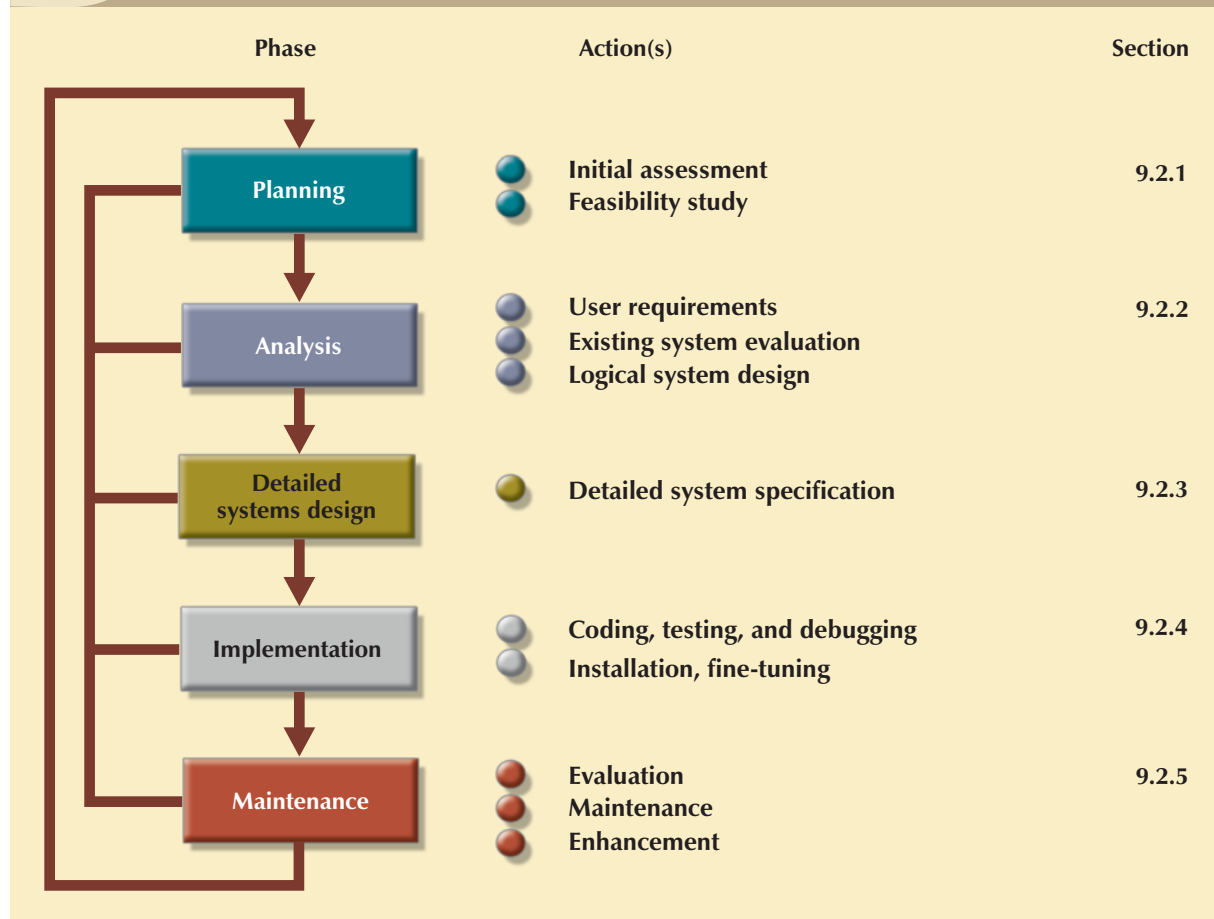 Phase Action(s) Section
Planning
Initial assessment 9.2.1
Feasibility study
Analysis
User requirements 9.2.2
Existing system evaluation
Logical system design
Detailed
systems design
Detailed system specification 9.2.3
Implementation
Coding, testing, and debugging 9.2.4
Installation, fine-tuning
Maintenance
Evaluation 9.2.5
Maintenance
Enhancement